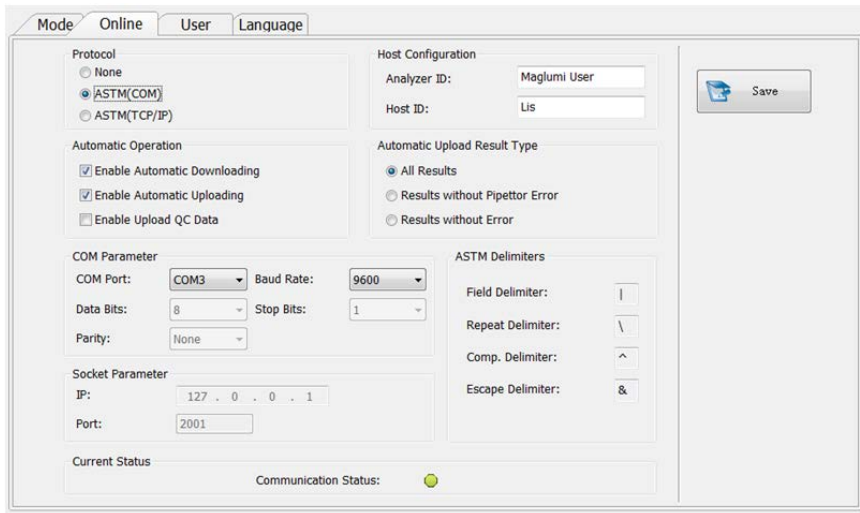 Mode Online User Language
Protocol
None
ASTM(COM)
ASTM(TCP/IP)
Host Configuration
Analyzer ID: Maglumi User
Host ID: Lis
Save
Automatic Operation
Enable Automatic Downloading
Enable Automatic Uploading
Enable Upload QC Data
Automatic Upload Result Type
All Results
Results without Pipettor Error
Results without Error
COM Parameter
COM Port: COM3 Baud Rate: 9600
Data Bits: 8 Stop Bits: 1
Parity: None
ASTM Delimiters
Field Delimiter: |
Repeat Delimiter: \
Comp. Delimiter: ^
Escape Delimiter: &
Socket Parameter
IP: 127 . 0 . 0 . 1
Port: 2001
Current Status
Communication Status: